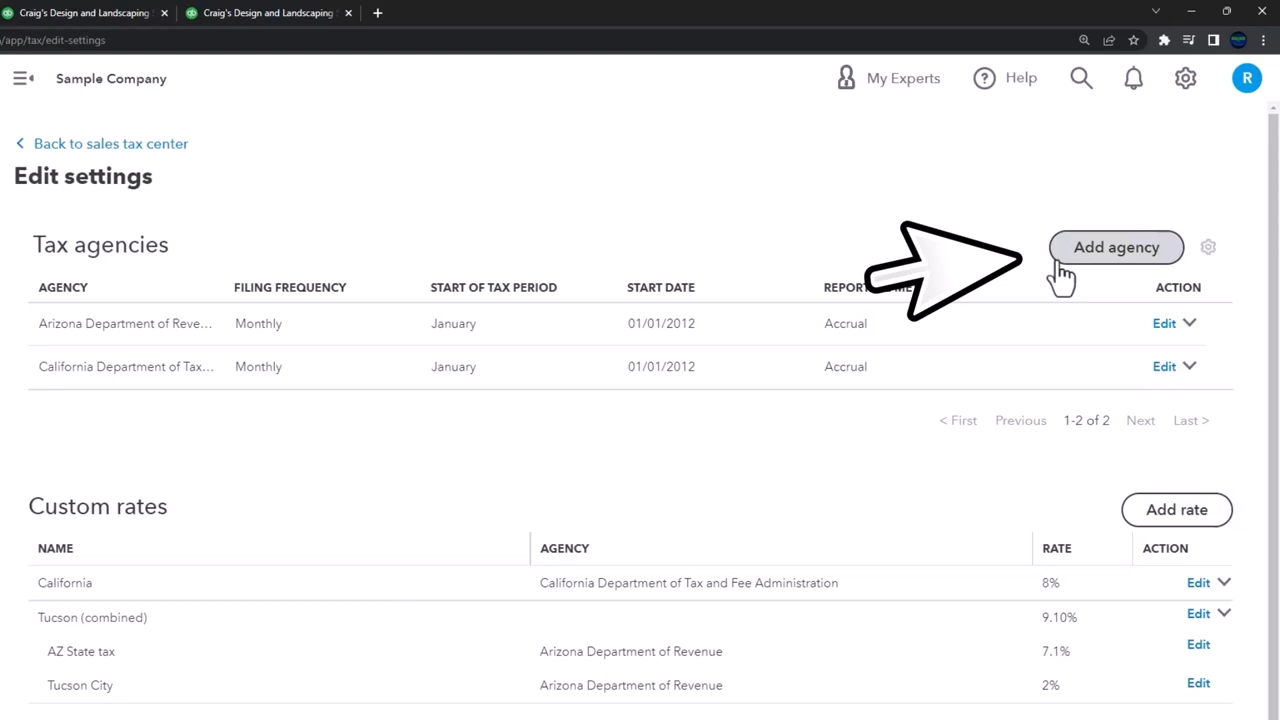 Craig's Design and Landscaping Craig's Design and Landscaping
/app/tax/edit-settings
Sample Company My Experts Help R
Back to sales tax center
Edit settings
Tax agencies Add agency
AGENCY FILING FREQUENCY START OF TAX PERIOD START DATE ACTION
Arizona Department of Reve... Monthly January 01/01/2012 Accrual Edit
California Department of Tax... Monthly January 01/01/2012 Accrual Edit
< First Previous 1-2 of 2 Next Last >
Custom rates Add rate
NAME AGENCY RATE ACTION
California California Department of Tax and Fee Administration 8% Edit
Tucson (combined) 9.10% Edit
AZ State tax Arizona Department of Revenue 7.1% Edit
Tucson City Arizona Department of Revenue 2% Edit